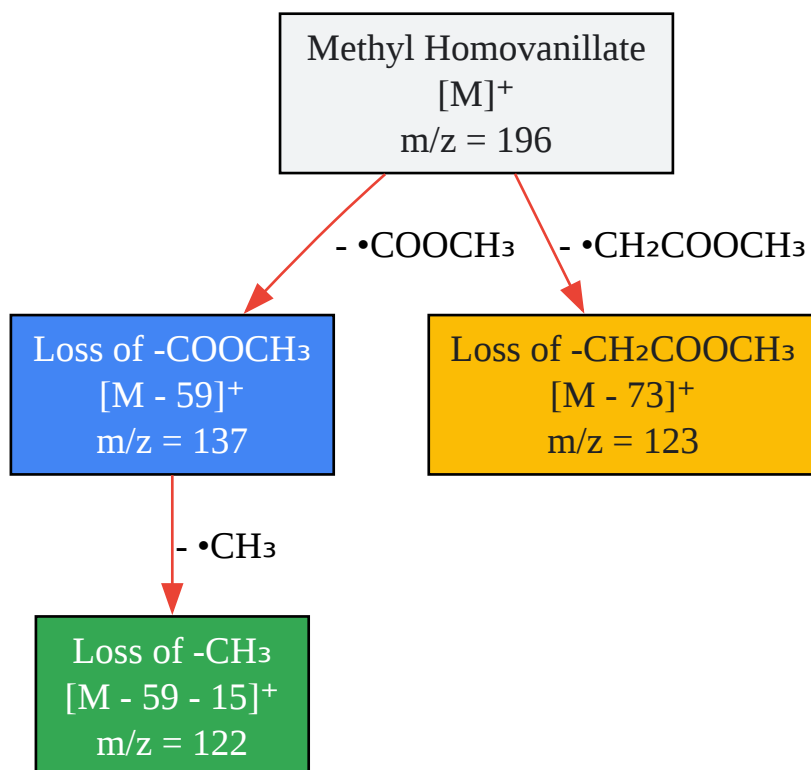 Methyl Homovanillate
[M]⁺
m/z = 196
- •COOCH₃
- •CH₂COOCH₃
Loss of -COOCH₃
[M - 59]⁺
m/z = 137
Loss of -CH₂COOCH₃
[M - 73]⁺
m/z = 123
- •CH₃
Loss of -CH₃
[M - 59 - 15]⁺
m/z = 122